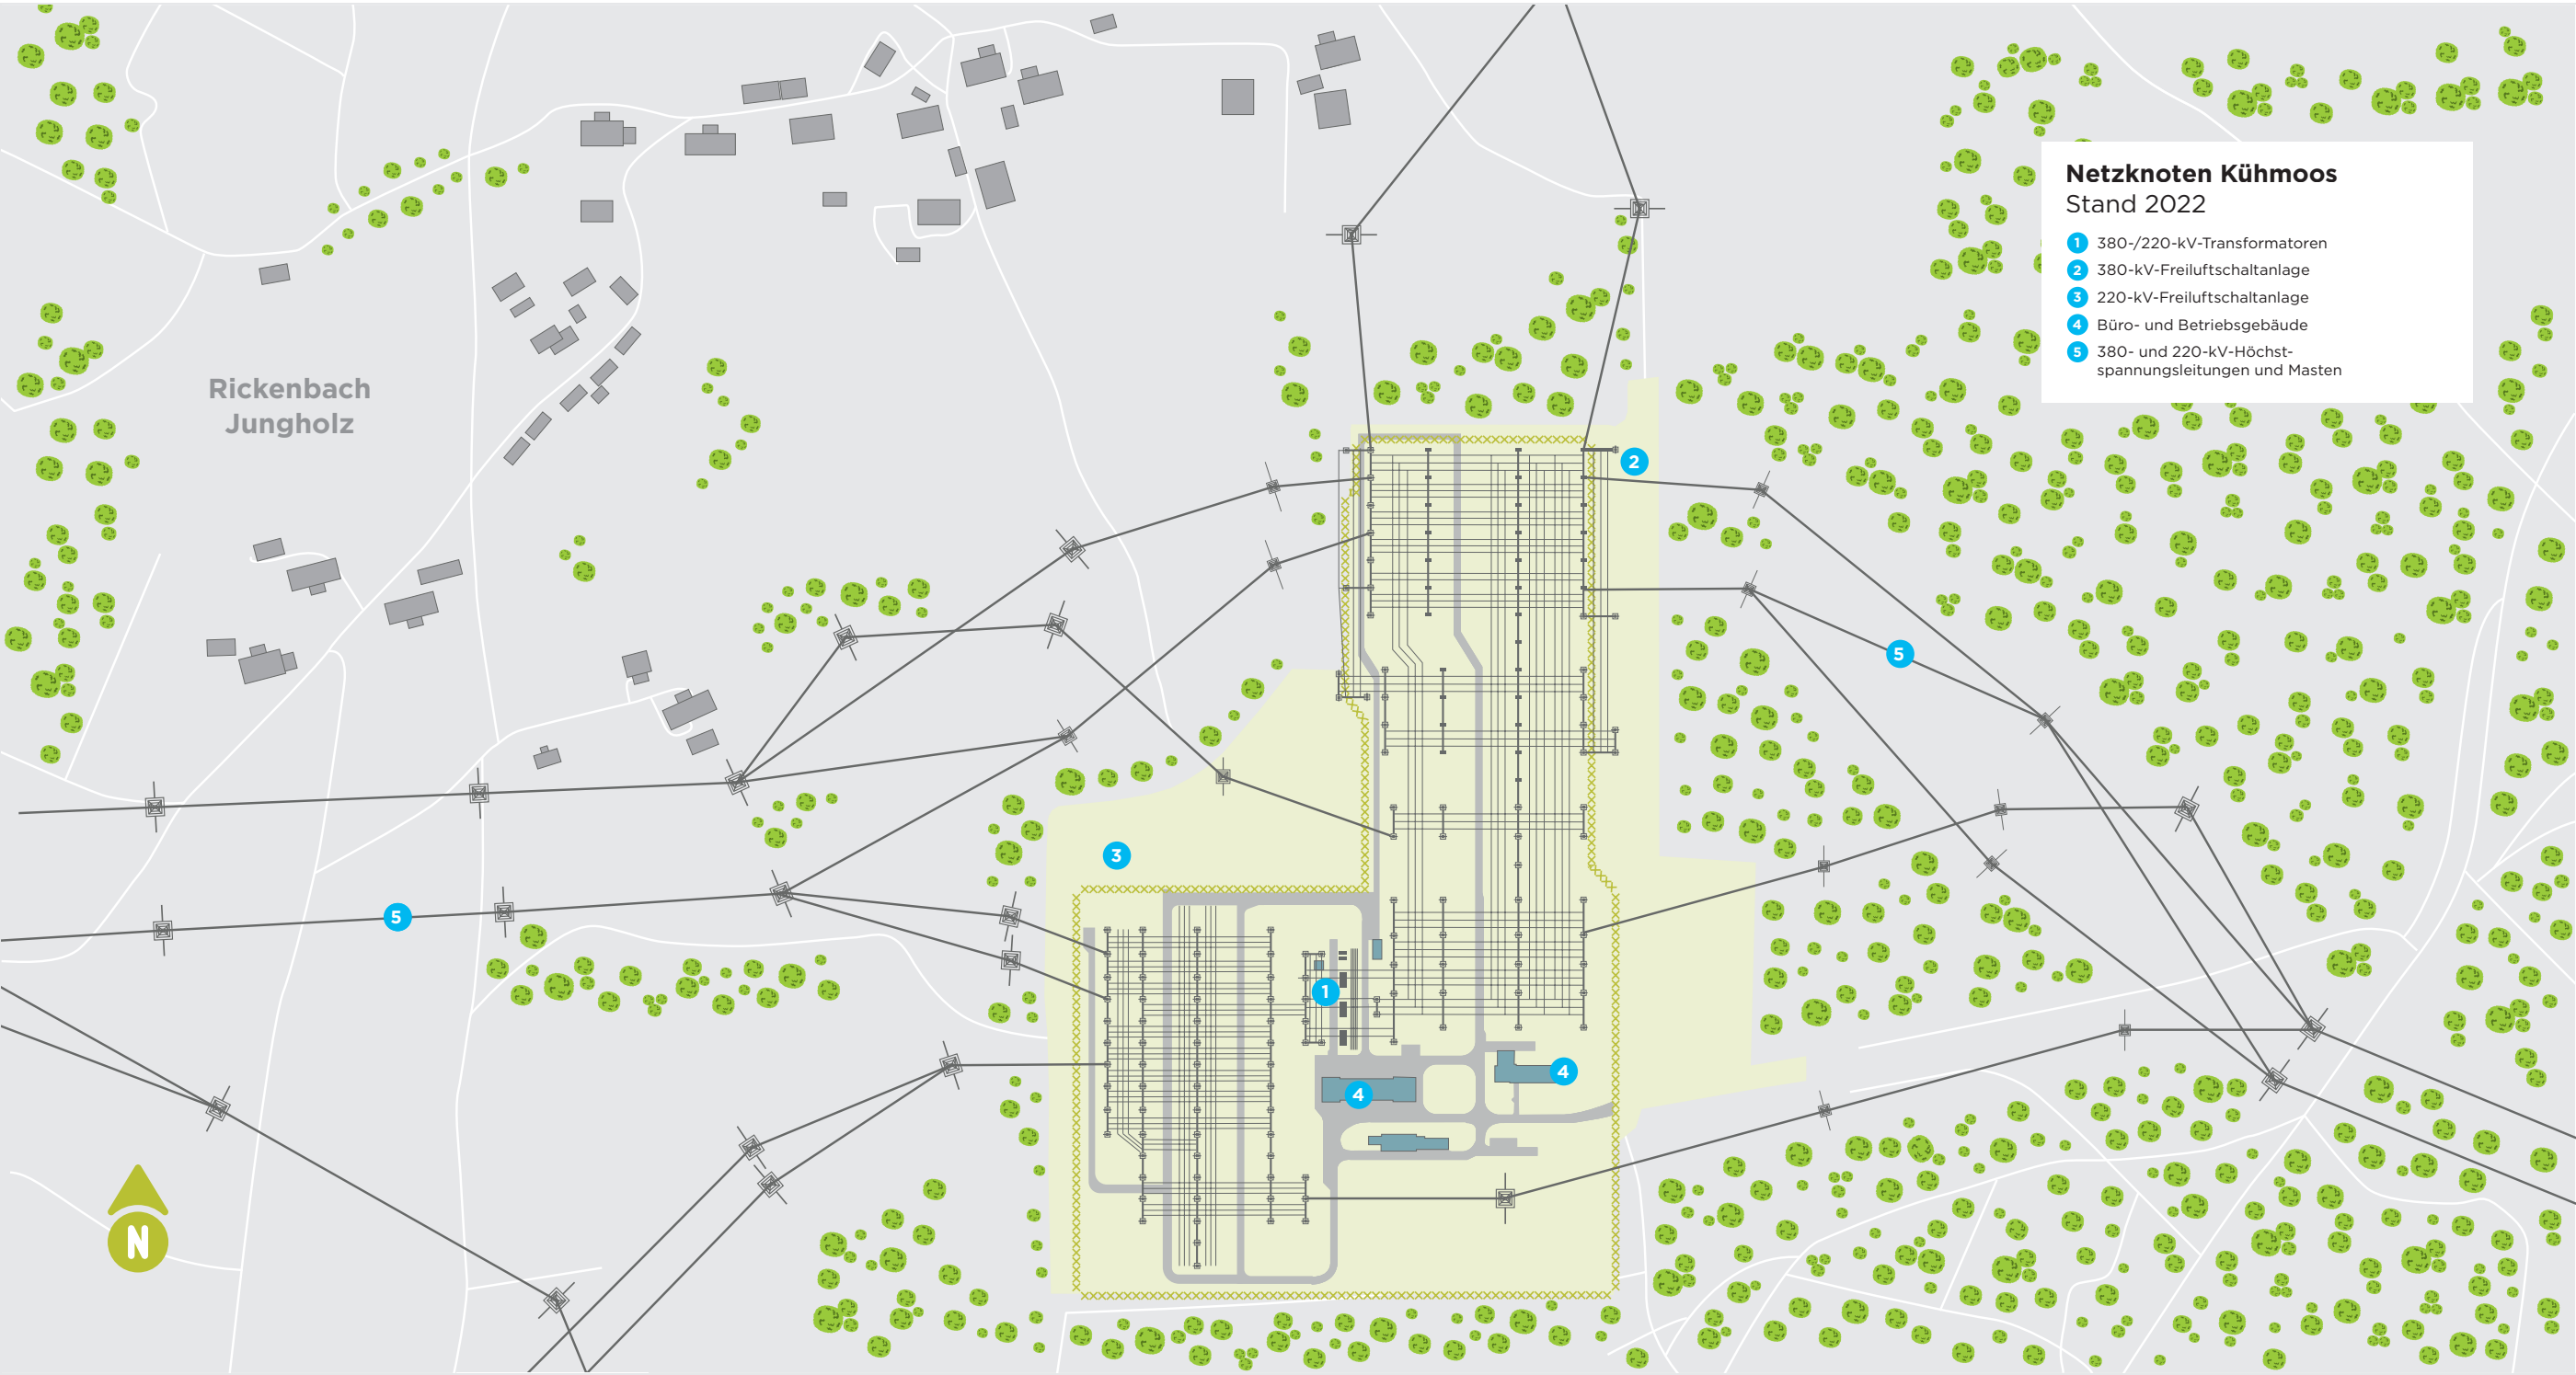 Netzknoten Kühmoos
Stand 2022
1 380-/220-kV-Transformatoren
2 380-kV-Freiluftschaltanlage
3 220-kV-Freiluftschaltanlage
4 Büro- und Betriebsgebäude
5 380- und 220-kV-Höchst-
spannungsleitungen und Masten
Rickenbach
Jungholz
2
5
3
5
1
4
4
N